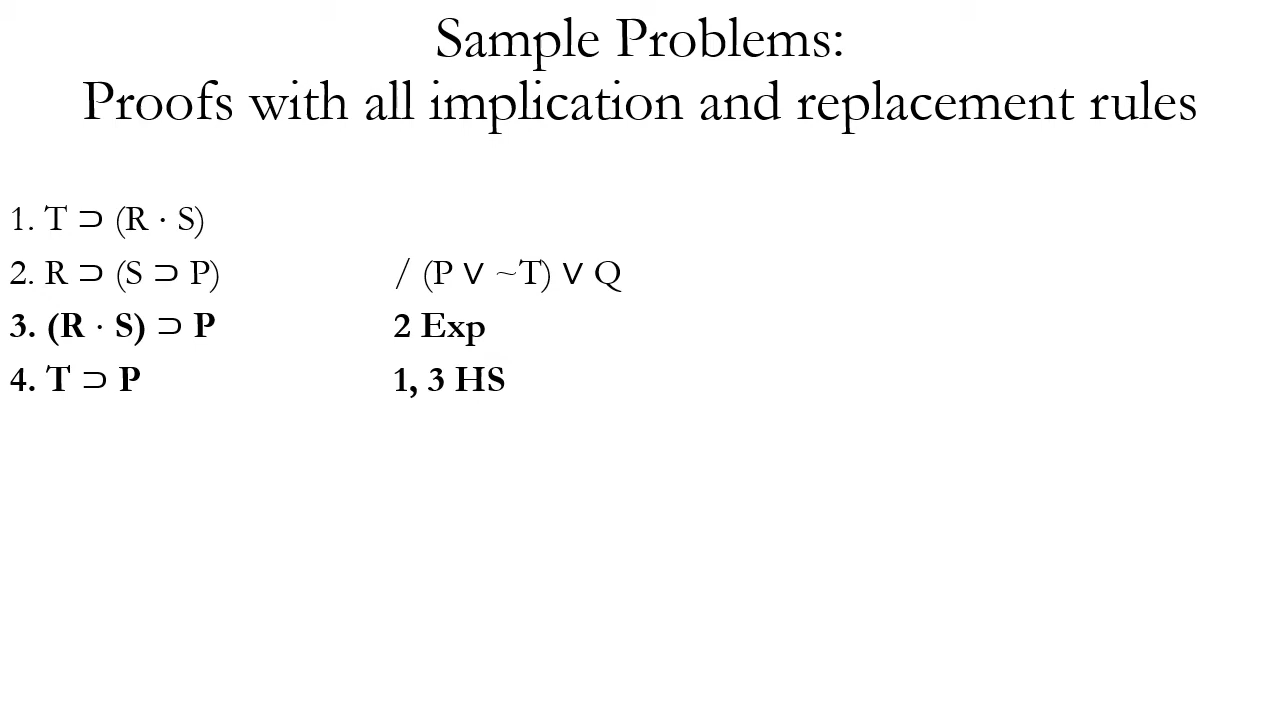 Sample Problems:
Proofs with all implication and replacement rules
1. T ⊃ (R · S)
2. R ⊃ (S ⊃ P) / (P ∨ ~T) ∨ Q
3. (R · S) ⊃ P 2 Exp
4. T ⊃ P 1, 3 HS